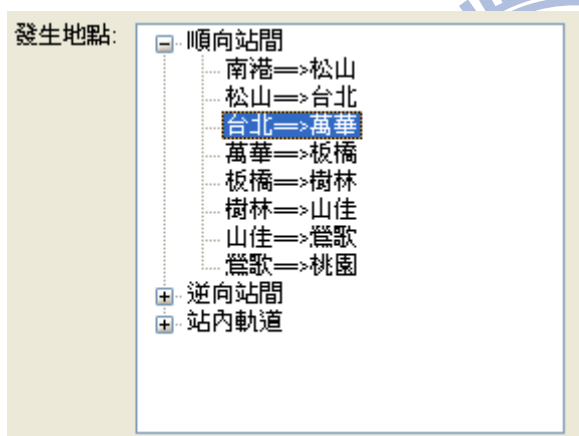 發生地點:
順向站間
南港==>松山
松山==>台北
台北==>萬華
萬華==>板橋
板橋==>樹林
樹林==>山佳
山佳==>鶯歌
鶯歌==>桃園
逆向站間
站內軌道